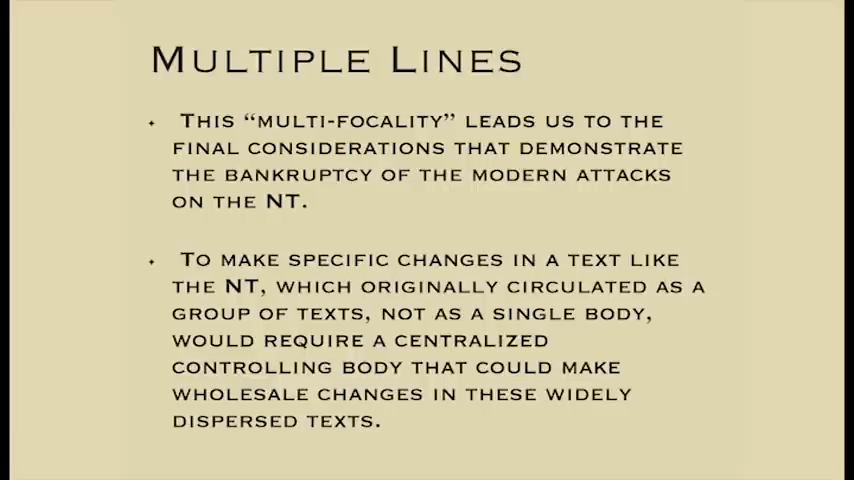 Multiple Lines
This “multi-focality” leads us to the
final considerations that demonstrate
the bankruptcy of the modern attacks
on the NT.
To make specific changes in a text like
the NT, which originally circulated as a
group of texts, not as a single body,
would require a centralized
controlling body that could make
wholesale changes in these widely
dispersed texts.